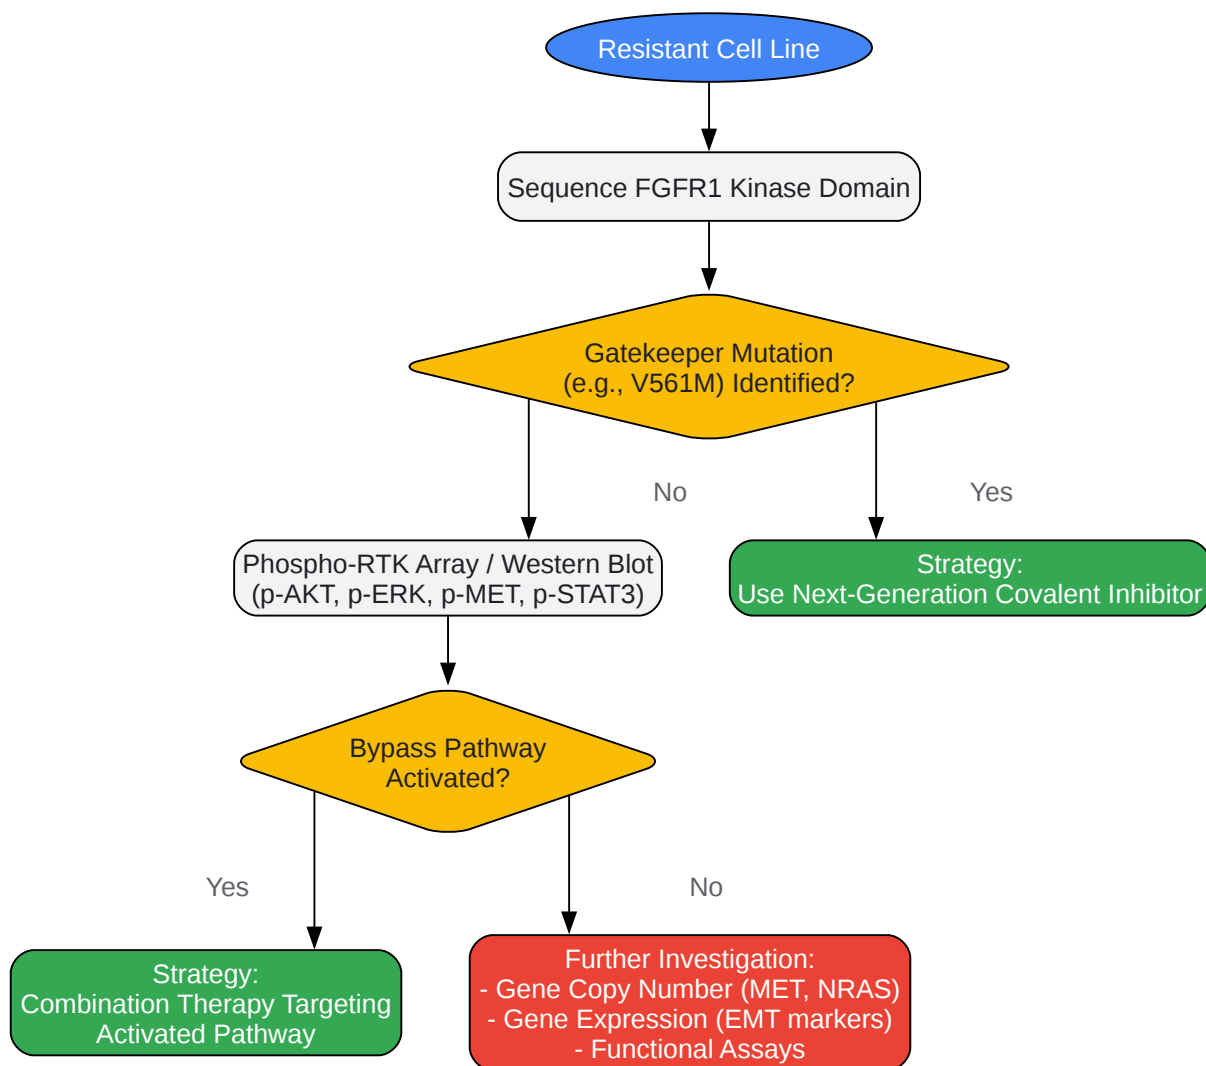 Resistant Cell Line
Sequence FGFR1 Kinase Domain
Gatekeeper Mutation
(e.g., V561M) Identified?
No
Yes
Phospho-RTK Array / Western Blot
(p-AKT, p-ERK, p-MET, p-STAT3)
Strategy:
Use Next-Generation Covalent Inhibitor
Bypass Pathway
Activated?
Yes
No
Strategy:
Combination Therapy Targeting
Activated Pathway
Further Investigation:
- Gene Copy Number (MET, NRAS)
- Gene Expression (EMT markers)
- Functional Assays